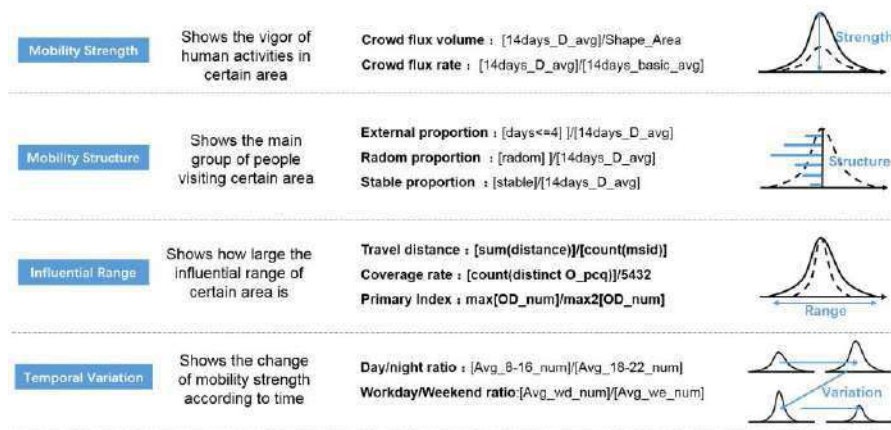 Mobility Strength
Shows the vigor of
human activities in
certain area
Crowd flux volume : [14days_D_avg]/Shape_Area
Crowd flux rate : [14days_D_avg]/[14days_basic_avg]
Strength
Mobility Structure
Shows the main
group of people
visiting certain area
External proportion : [days<=4] ]/[14days_D_avg]
Radom proportion : [radom] ]/[14days_D_avg]
Stable proportion : [stable]/[14days_D_avg]
Structure
Influential Range
Shows how large the
influential range of
certain area is
Travel distance : [sum(distance)]/[count(msid)]
Coverage rate : [count(distinct O_pcq)]/5432
Primary Index : max[OD_num]/max2[OD_num]
Range
Temporal Variation
Shows the change
of mobility strength
according to time
Day/night ratio : [Avg_6-16_num]/[Avg_18-22_num]
Workday/Weekend ratio:[Avg_wd_num]/[Avg_we_num]
Variation